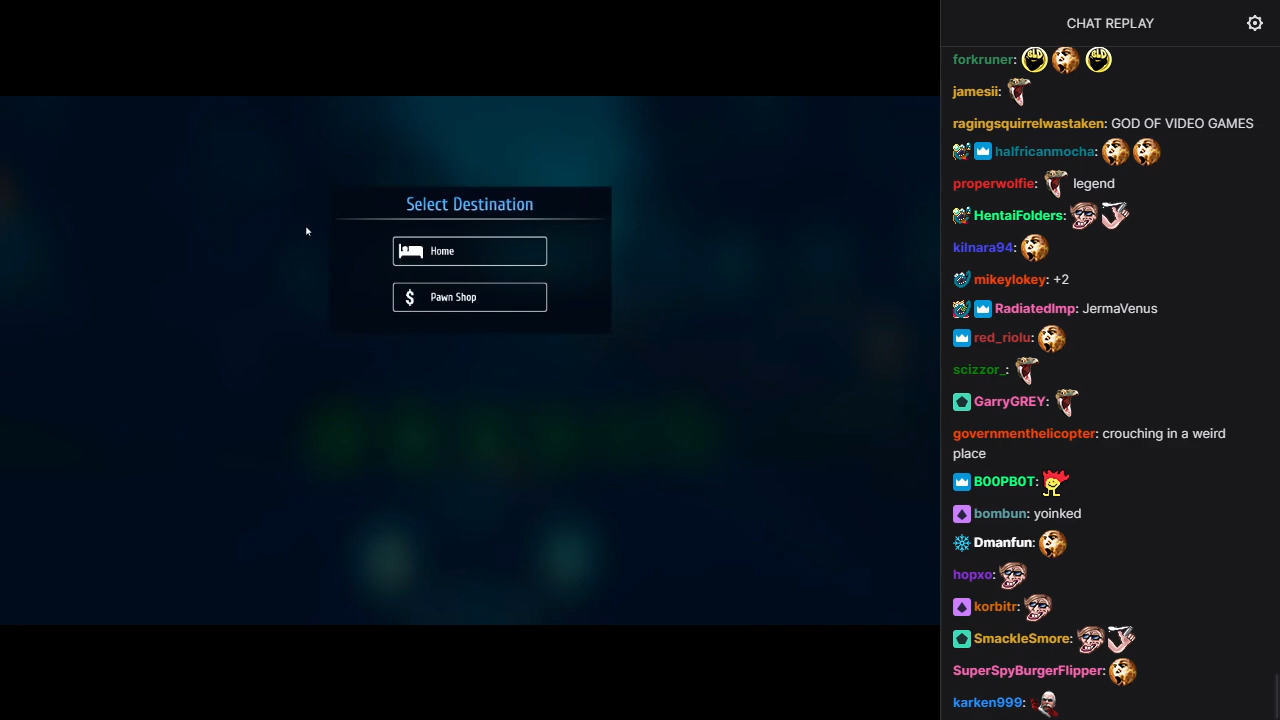 Select Destination
Home
$ Pawn Shop
CHAT REPLAY
forkruner:
jamesii:
ragingsquirrelwastaken: GOD OF VIDEO GAMES
halfricanmocha:
properwolfie: legend
HentaiFolders:
kilnara94:
mikeylokey: +2
RadiatedImp: JermaVenus
red_riolu:
scizzor_:
GarryGREY:
governmenthelicopter: crouching in a weird
place
B00PB0T:
bombun: yoinked
Dmanfun:
hopxo:
korbitr:
SmackleSmore:
SuperSpyBurgerFlipper:
karken999: